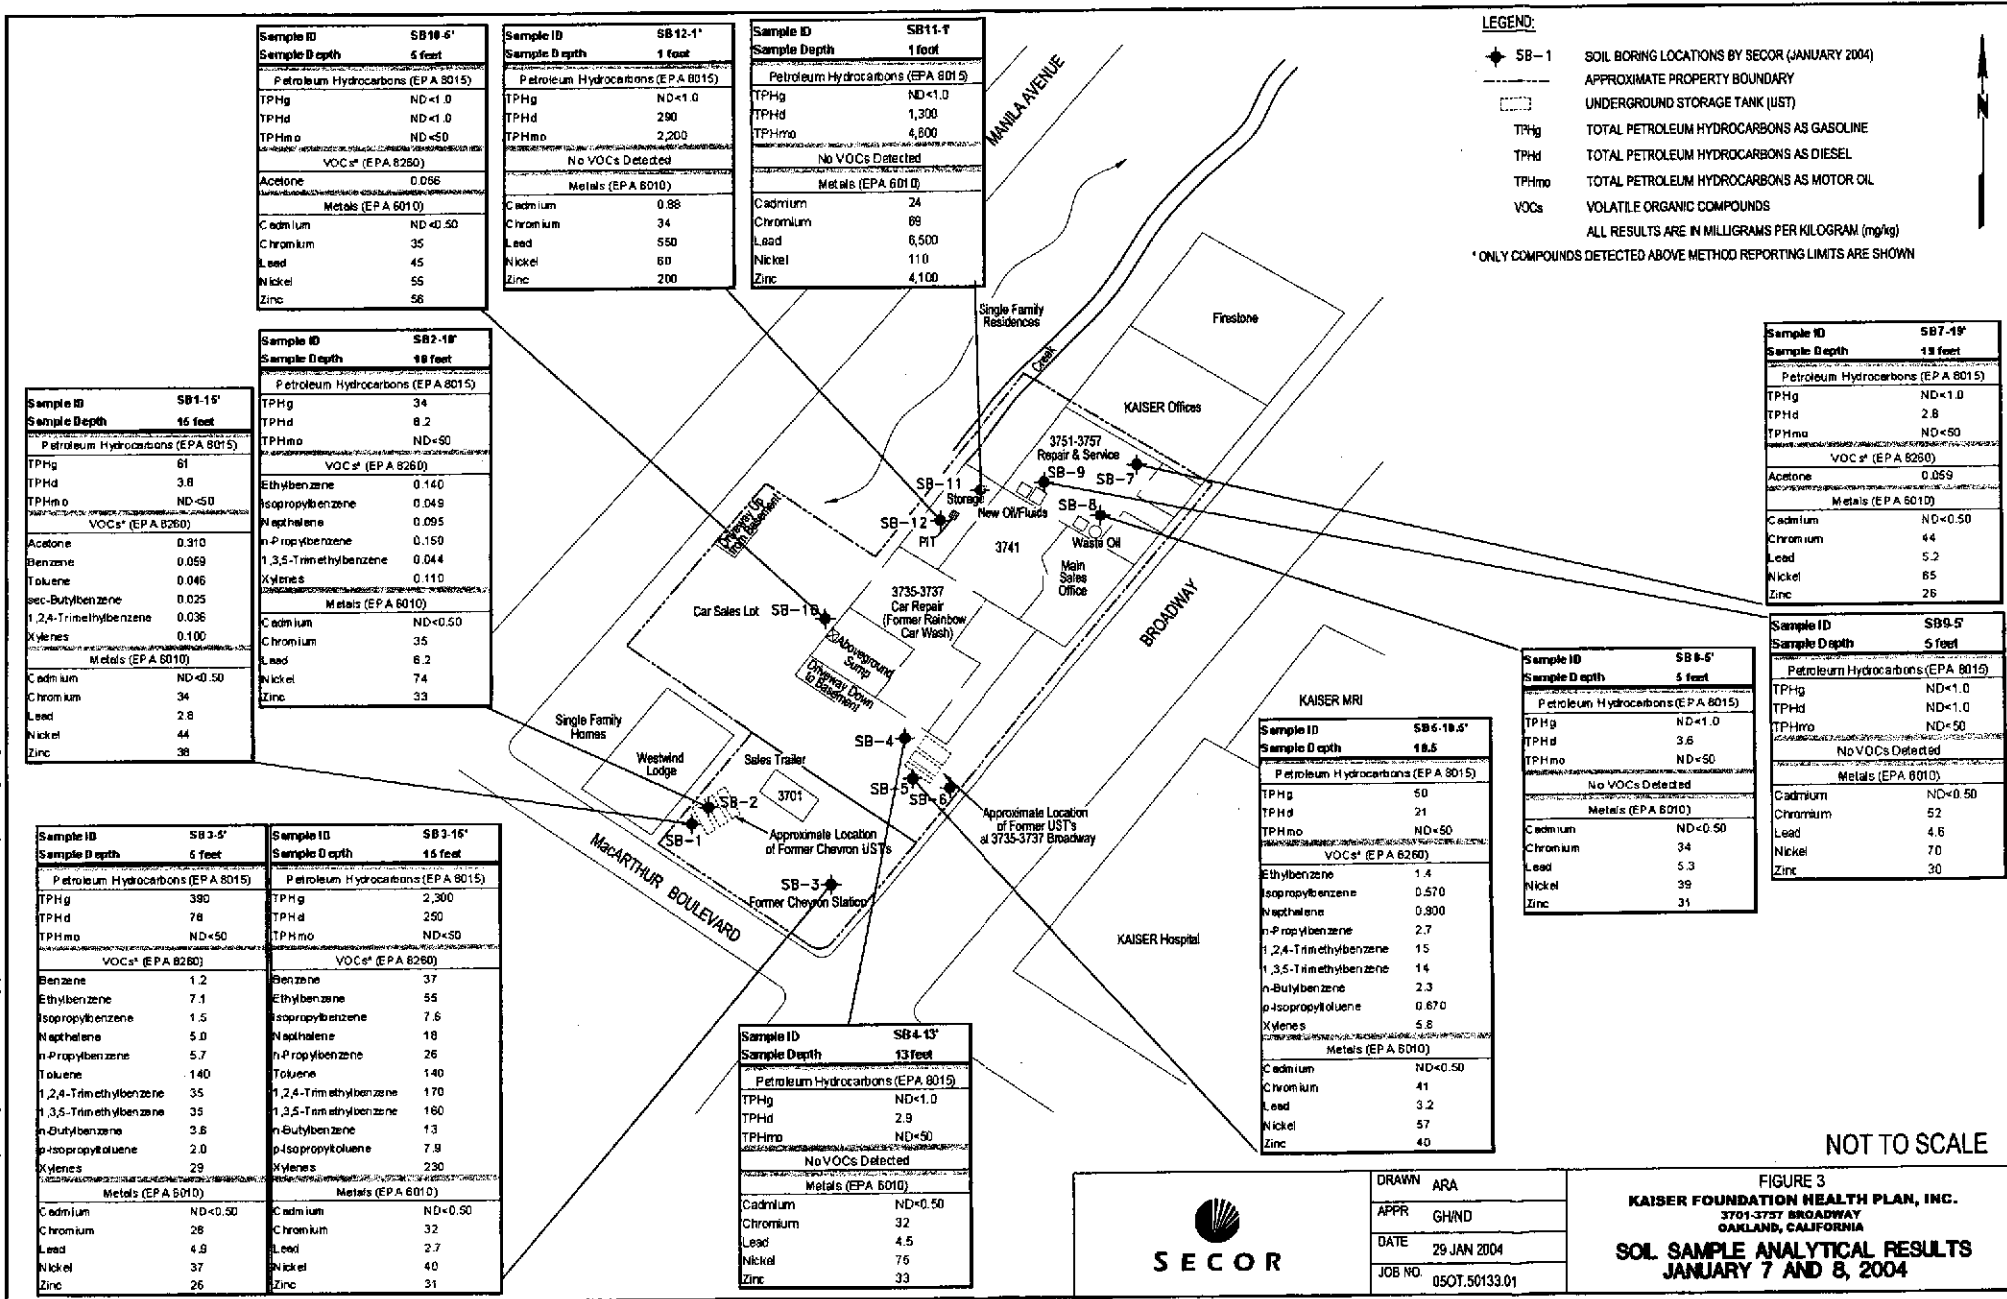 Sample ID SB10-5'
Sample Depth 5 feet
Petroleum Hydrocarbons (EPA 8015)
TPHg ND<1.0
TPHd ND<1.0
TPHmo ND<50
VOCs* (EPA 8260)
Acetone 0.066
Metals (EPA 6010)
Cadmium ND<0.50
Chromium 35
Lead 45
Nickel 55
Zinc 56
Sample ID SB12-1'
Sample Depth 1 foot
Petroleum Hydrocarbons (EPA 8015)
TPHg ND<1.0
TPHd 290
TPHmo 2,200
No VOCs Detected
Metals (EPA 6010)
Cadmium 0.88
Chromium 34
Lead 550
Nickel 60
Zinc 200
Sample ID SB11-1'
Sample Depth 1 foot
Petroleum Hydrocarbons (EPA 8015)
TPHg ND<1.0
TPHd 1,300
TPHmo 4,600
No VOCs Detected
Metals (EPA 6010)
Cadmium 24
Chromium 69
Lead 6,500
Nickel 110
Zinc 4,100
LEGEND:
SB-1 SOIL BORING LOCATIONS BY SECOR (JANUARY 2004)
APPROXIMATE PROPERTY BOUNDARY
UNDERGROUND STORAGE TANK (UST)
TPHg TOTAL PETROLEUM HYDROCARBONS AS GASOLINE
TPHd TOTAL PETROLEUM HYDROCARBONS AS DIESEL
TPHmo TOTAL PETROLEUM HYDROCARBONS AS MOTOR OIL
VOCs VOLATILE ORGANIC COMPOUNDS
ALL RESULTS ARE IN MILLIGRAMS PER KILOGRAM (mg/kg)
* ONLY COMPOUNDS DETECTED ABOVE METHOD REPORTING LIMITS ARE SHOWN
N
Sample ID SB2-18'
Sample Depth 18 feet
Petroleum Hydrocarbons (EPA 8015)
TPHg 34
TPHd 8.2
TPHmo ND<50
VOCs* (EPA 8260)
Ethylbenzene 0.140
Isopropylbenzene 0.049
Napthalene 0.095
n-Propylbenzene 0.150
1,3,5-Trimethylbenzene 0.044
Xylenes 0.110
Metals (EPA 6010)
Cadmium ND<0.50
Chromium 35
Lead 6.2
Nickel 74
Zinc 33
Sample ID SB1-15'
Sample Depth 15 feet
Petroleum Hydrocarbons (EPA 8015)
TPHg 61
TPHd 3.8
TPHmo ND<50
VOCs* (EPA 8260)
Acetone 0.310
Benzene 0.059
Toluene 0.046
sec-Butylbenzene 0.025
1,2,4-Trimethylbenzene 0.036
Xylenes 0.100
Metals (EPA 6010)
Cadmium ND<0.50
Chromium 34
Lead 2.8
Nickel 44
Zinc 38
Sample ID SB7-19'
Sample Depth 19 feet
Petroleum Hydrocarbons (EPA 8015)
TPHg ND<1.0
TPHd 2.8
TPHmo ND<50
VOCs* (EPA 8260)
Acetone 0.059
Metals (EPA 6010)
Cadmium ND<0.50
Chromium 44
Lead 5.2
Nickel 65
Zinc 26
Sample ID SB9-5'
Sample Depth 5 feet
Petroleum Hydrocarbons (EPA 8015)
TPHg ND<1.0
TPHd ND<1.0
TPHmo ND<50
No VOCs Detected
Metals (EPA 6010)
Cadmium ND<0.50
Chromium 52
Lead 4.6
Nickel 70
Zinc 30
Sample ID SB8-5'
Sample Depth 5 feet
Petroleum Hydrocarbons (EPA 8015)
TPHg ND<1.0
TPHd 3.6
TPHmo ND<50
No VOCs Detected
Metals (EPA 6010)
Cadmium ND<0.50
Chromium 34
Lead 5.3
Nickel 39
Zinc 31
MANILA AVENUE
Single Family
Residences
Firestone
Creek
KAISER Offices
3751-3757
Repair & Service
SB-9
SB-7
SB-11
Storage
New Oil/Fluids
SB-8
SB-12
PIT
3741
Waste Oil
Main
Sales
Office
Driveway Up
from Basement
Car Sales Lot
SB-10
3735-3737
Car Repair
(Former Rainbow
Car Wash)
Aboveground
Sump
Driveway Down
to Basement
BROADWAY
KAISER MRI
Single Family
Homes
Westwind
Lodge
Sales Trailer
3701
SB-4
SB-5
SB-6
SB-2
SB-1
Approximate Location
of Former Chevron UST's
Approximate Location
of Former UST's
at 3735-3737 Broadway
SB-3
Former Chevron Station
MacARTHUR BOULEVARD
KAISER Hospital
Sample ID SB6-18.5'
Sample Depth 18.5
Petroleum Hydrocarbons (EPA 8015)
TPHg 50
TPHd 21
TPHmo ND<50
VOCs* (EPA 8260)
Ethylbenzene 1.4
Isopropylbenzene 0.570
Napthalene 0.800
n-Propylbenzene 2.7
1,2,4-Trimethylbenzene 15
1,3,5-Trimethylbenzene 14
n-Butylbenzene 2.3
p-Isopropyltoluene 0.670
Xylenes 5.8
Metals (EPA 6010)
Cadmium ND<0.50
Chromium 41
Lead 3.2
Nickel 57
Zinc 40
Sample ID SB3-5'
Sample Depth 5 feet
Petroleum Hydrocarbons (EPA 8015)
TPHg 390
TPHd 78
TPHmo ND<50
VOCs* (EPA 8260)
Benzene 1.2
Ethylbenzene 7.1
Isopropylbenzene 1.5
Napthalene 5.0
n-Propylbenzene 5.7
Toluene 140
1,2,4-Trimethylbenzene 35
1,3,5-Trimethylbenzene 35
n-Butylbenzene 3.8
p-Isopropyltoluene 2.0
Xylenes 29
Metals (EPA 6010)
Cadmium ND<0.50
Chromium 28
Lead 4.9
Nickel 37
Zinc 26
Sample ID SB3-15'
Sample Depth 15 feet
Petroleum Hydrocarbons (EPA 8015)
TPHg 2,300
TPHd 250
TPHmo ND<50
VOCs* (EPA 8260)
Benzene 37
Ethylbenzene 55
Isopropylbenzene 7.6
Napthalene 18
n-Propylbenzene 26
Toluene 140
1,2,4-Trimethylbenzene 170
1,3,5-Trimethylbenzene 160
n-Butylbenzene 13
p-Isopropyltoluene 7.9
Xylenes 230
Metals (EPA 6010)
Cadmium ND<0.50
Chromium 32
Lead 2.7
Nickel 40
Zinc 31
Sample ID SB4-13'
Sample Depth 13 feet
Petroleum Hydrocarbons (EPA 8015)
TPHg ND<1.0
TPHd 2.9
TPHmo ND<50
No VOCs Detected
Metals (EPA 6010)
Cadmium ND<0.50
Chromium 32
Lead 4.5
Nickel 75
Zinc 33
NOT TO SCALE
SECOR
DRAWN ARA
APPR GH/ND
DATE 29 JAN 2004
JOB NO. 05OT.50133.01
FIGURE 3
KAISER FOUNDATION HEALTH PLAN, INC.
3701-3757 BROADWAY
OAKLAND, CALIFORNIA
SOIL SAMPLE ANALYTICAL RESULTS
JANUARY 7 AND 8, 2004